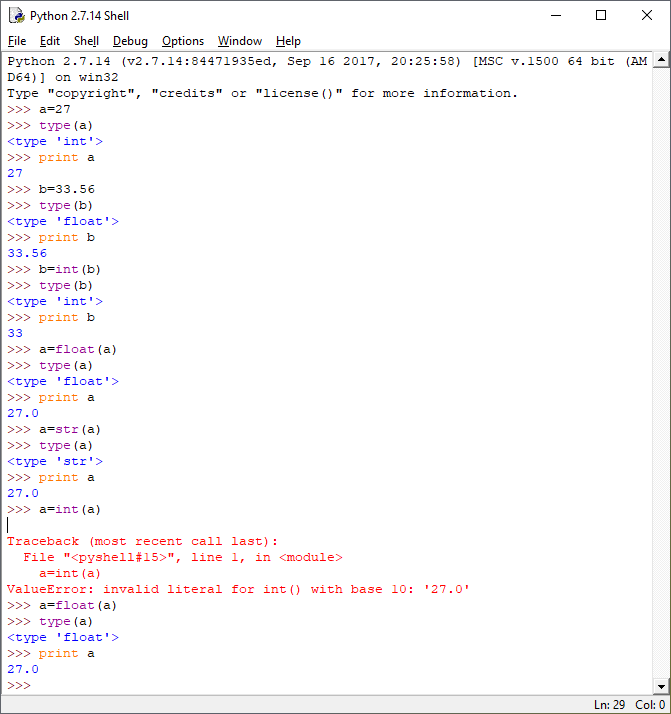 Python 2.7.14 Shell
File Edit Shell Debug Options Window Help
Python 2.7.14 (v2.7.14:84471935ed, Sep 16 2017, 20:25:58) [MSC v.1500 64 bit (AM
D64)] on win32
Type "copyright", "credits" or "license()" for more information.
>>> a=27
>>> type(a)
<type 'int'>
>>> print a
27
>>> b=33.56
>>> type(b)
<type 'float'>
>>> print b
33.56
>>> b=int(b)
>>> type(b)
<type 'int'>
>>> print b
33
>>> a=float(a)
>>> type(a)
<type 'float'>
>>> print a
27.0
>>> a=str(a)
>>> type(a)
<type 'str'>
>>> print a
27.0
>>> a=int(a)
Traceback (most recent call last):
  File "<pyshell#15>", line 1, in <module>
    a=int(a)
ValueError: invalid literal for int() with base 10: '27.0'
>>> a=float(a)
>>> type(a)
<type 'float'>
>>> print a
27.0
>>>
Ln: 29 Col: 0